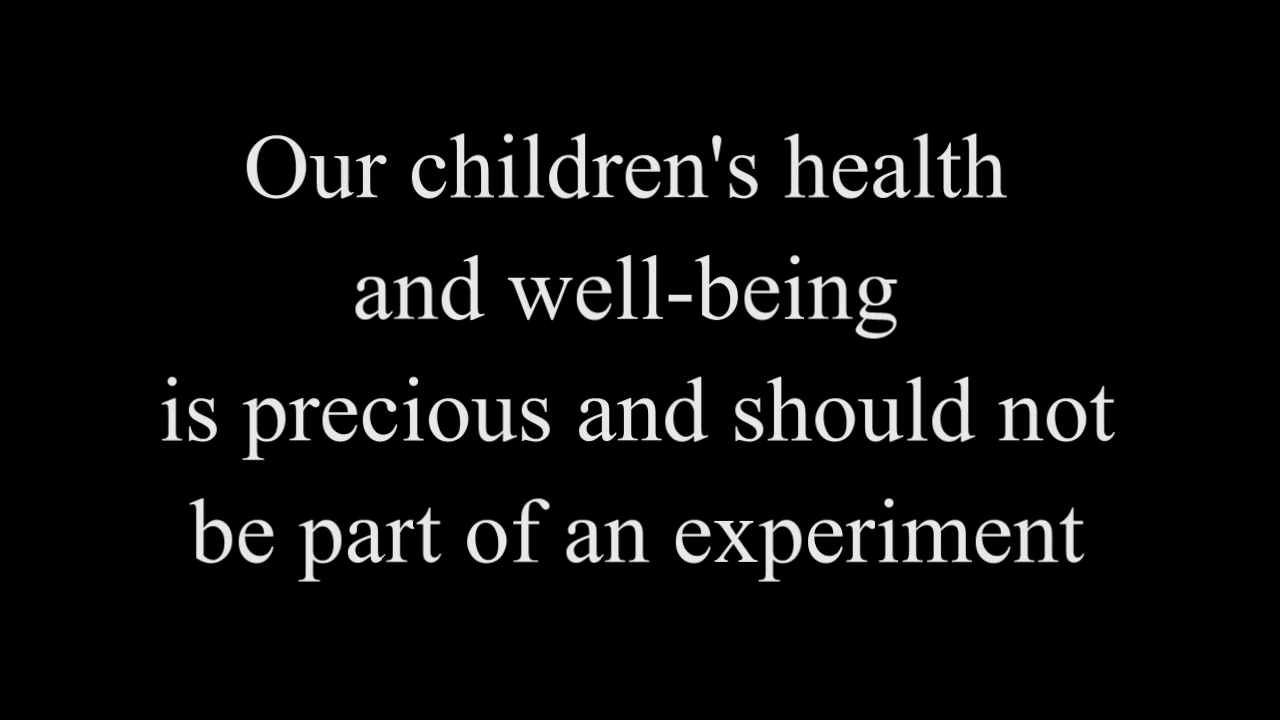 Our children's health
and well-being
is precious and should not
be part of an experiment